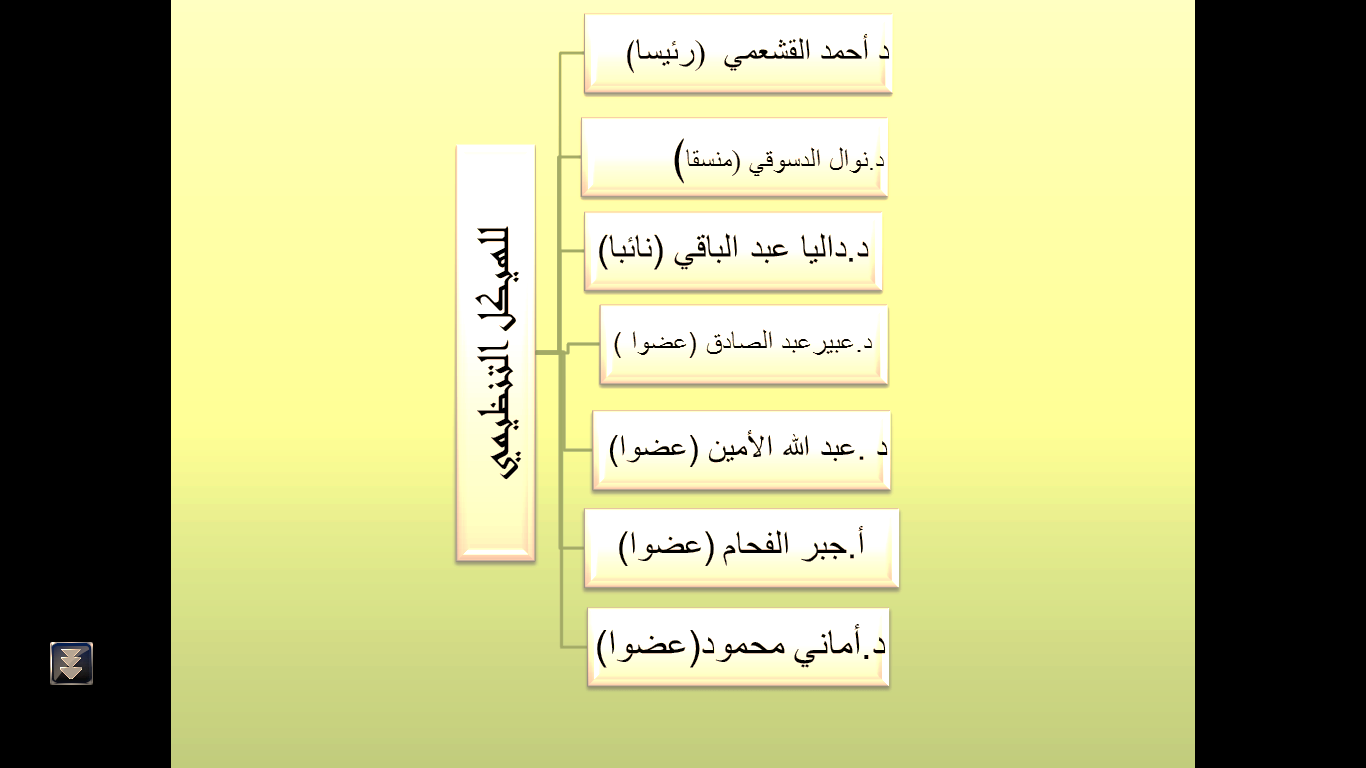 د أحمد القشعمي (رئيسا)
د.نوال الدسوقي (منسقا)
د.داليا عبد الباقي (نائبا)
د.عبيرعبد الصادق (عضوا )
د .عبد الله الأمين (عضوا)
أ.جبر الفحام (عضوا)
د.أماني محمود(عضوا)
للهيكل التنظيمي